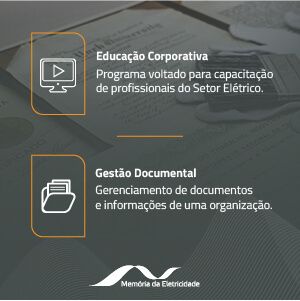 Educação Corporativa
Programa voltado para capacitação
de profissionais do Setor Elétrico.
Gestão Documental
Gerenciamento de documentos
e informações de uma organização.
Memória da Eletricidade